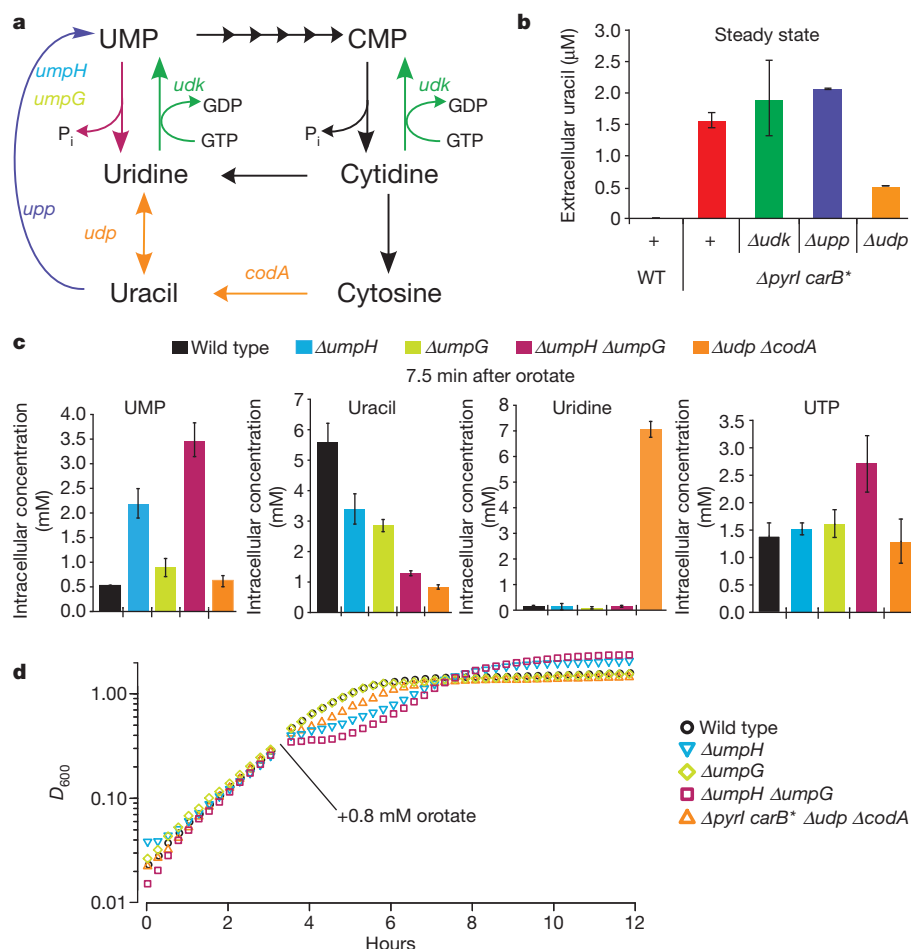 a
UMP
CMP
umpH
umpG
udk
GDP
GTP
Pi
udk
GDP
GTP
Pi
Uridine
Cytidine
upp
udp
codA
Uracil
Cytosine
b
Steady state
Extracellular uracil (μM)
2.5
2.0
1.5
1.0
0.5
0
+ + Δudk Δupp Δudp
WT ΔpyrI carB*
c
Wild type ΔumpH ΔumpG ΔumpH ΔumpG Δudp ΔcodA
7.5 min after orotate
UMP
Intracellular concentration
(mM)
4.0
3.5
3.0
2.5
2.0
1.5
1.0
0.5
0.0
Uracil
Intracellular concentration
(mM)
7
6
5
4
3
2
1
0
Uridine
Intracellular concentration
(mM)
8
7
6
5
4
3
2
1
0
UTP
Intracellular concentration
(mM)
3.5
3.0
2.5
2.0
1.5
1.0
0.5
0.0
d
D600
1.00
0.10
0.01
+0.8 mM orotate
0 2 4 6 8 10 12
Hours
Wild type
ΔumpH
ΔumpG
ΔumpH ΔumpG
ΔpyrI carB* Δudp ΔcodA